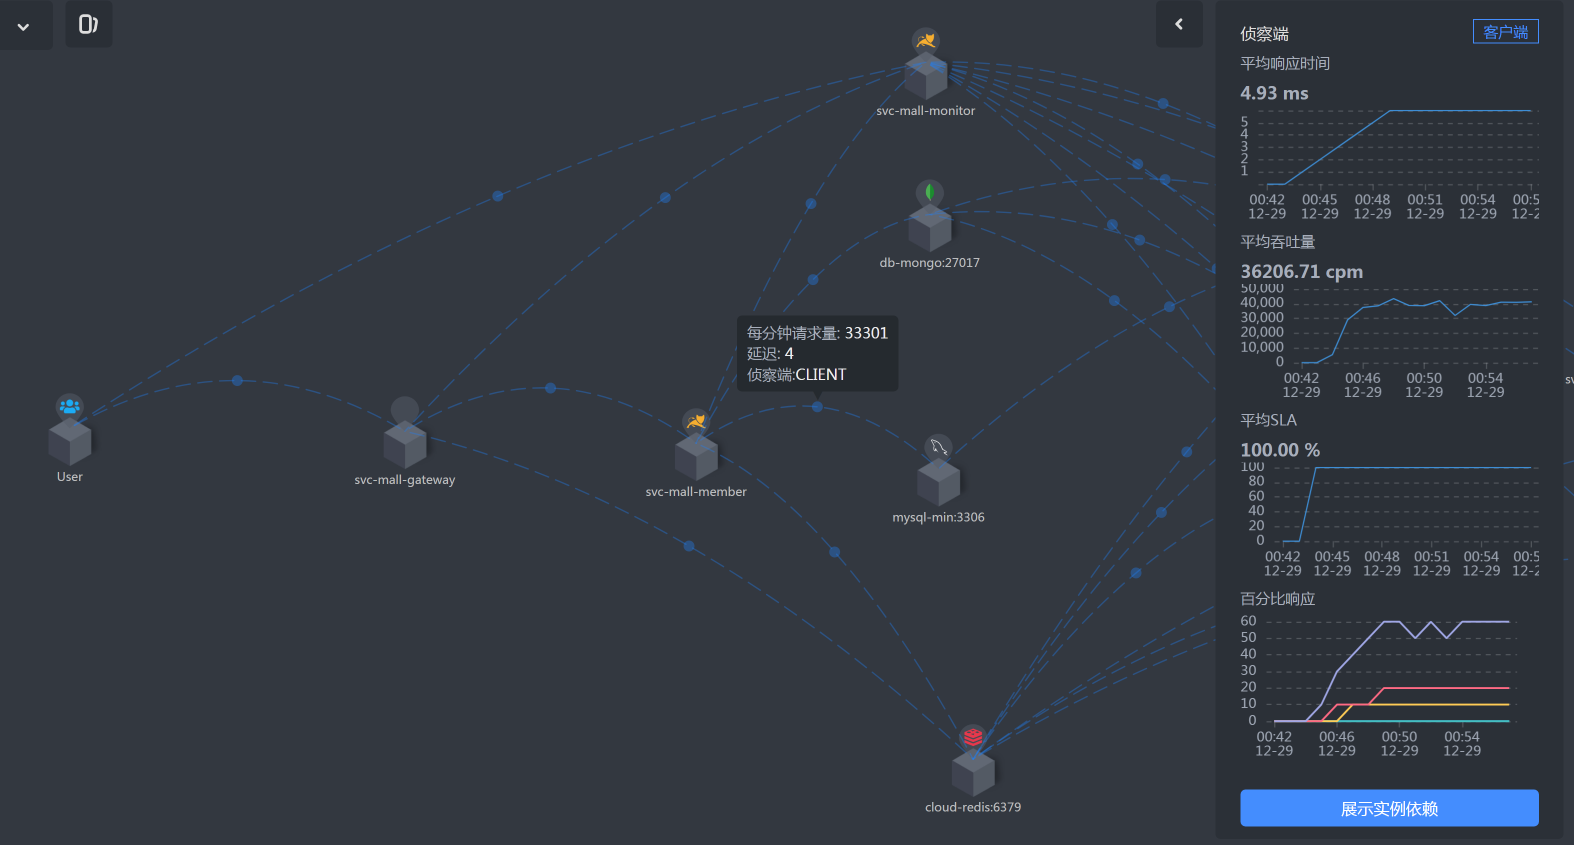 svc-mall-monitor
db-mongo:27017
每分钟请求量: 33301
延迟: 4
侦察端:CLIENT
User
svc-mall-gateway
svc-mall-member
mysql-min:3306
cloud-redis:6379
侦察端
客户端
平均响应时间
4.93 ms
5
4
3
2
1
00:42 00:45 00:48 00:51 00:54 00:5
12-29 12-29 12-29 12-29 12-29 12-2
平均吞吐量
36206.71 cpm
50,000
40,000
30,000
20,000
10,000
0
00:42 00:46 00:50 00:54
12-29 12-29 12-29 12-29
平均SLA
100.00 %
100
80
60
40
20
0
00:42 00:45 00:48 00:51 00:54 00:5
12-29 12-29 12-29 12-29 12-29 12-2
百分比响应
60
50
40
30
20
10
0
00:42 00:46 00:50 00:54
12-29 12-29 12-29 12-29
展示实例依赖